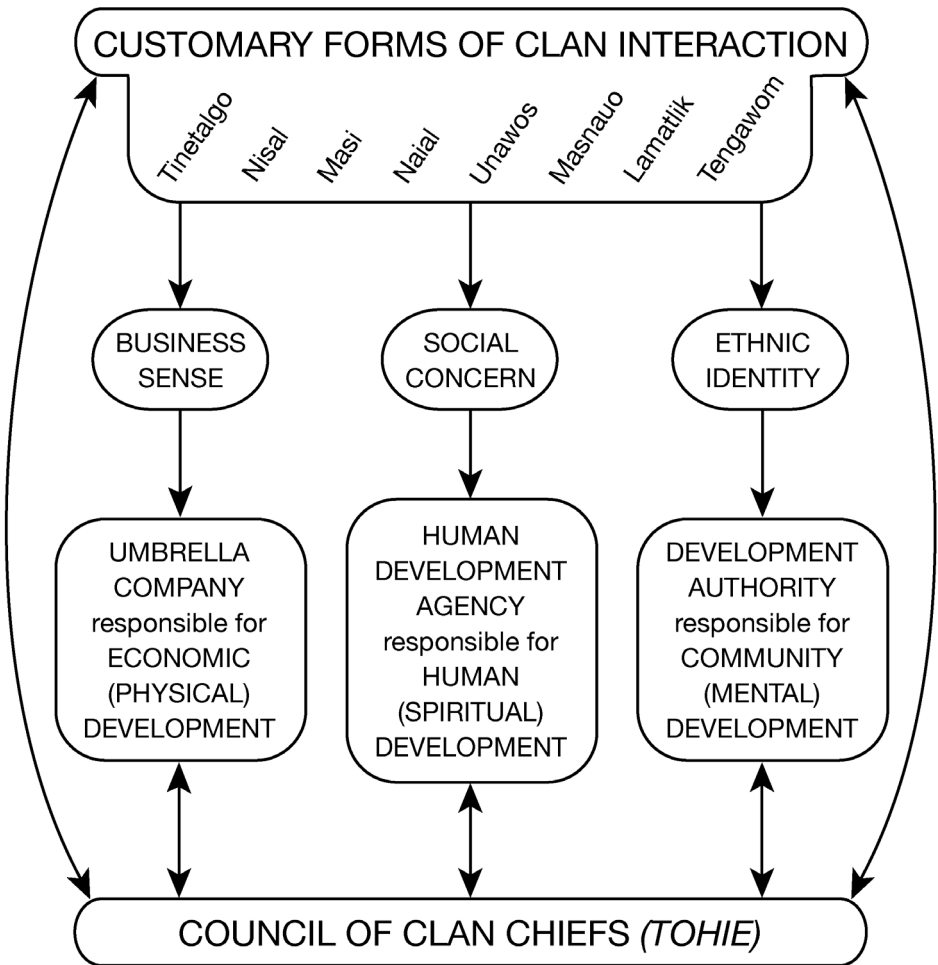 CUSTOMARY FORMS OF CLAN INTERACTION
Tinetalgo
Nisal
Masi
Naial
Unawos
Masnauo
Lamatlik
Tengawom
BUSINESS
SENSE
SOCIAL
CONCERN
ETHNIC
IDENTITY
UMBRELLA
COMPANY
responsible for
ECONOMIC
(PHYSICAL)
DEVELOPMENT
HUMAN
DEVELOPMENT
AGENCY
responsible for
HUMAN
(SPIRITUAL)
DEVELOPMENT
DEVELOPMENT
AUTHORITY
responsible for
COMMUNITY
(MENTAL)
DEVELOPMENT
COUNCIL OF CLAN CHIEFS (TOHIE)